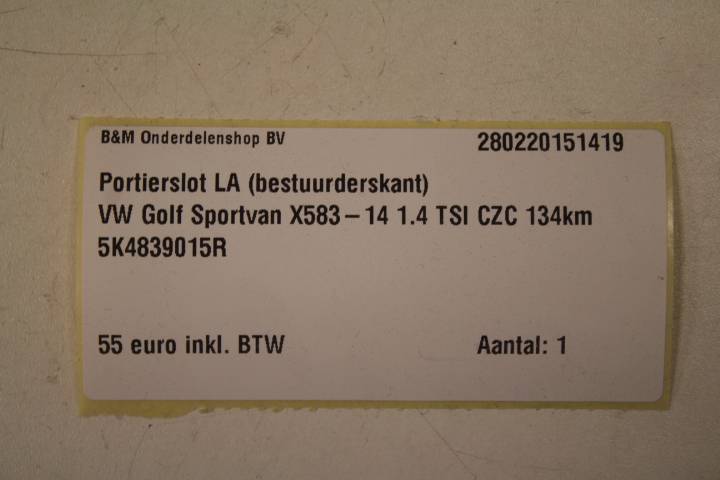 B&M Onderdelenshop BV 280220151419
Portierslot LA (bestuurderskant)
VW Golf Sportvan X583-14 1.4 TSI CZC 134km
5K4839015R
55 euro inkl. BTW Aantal: 1